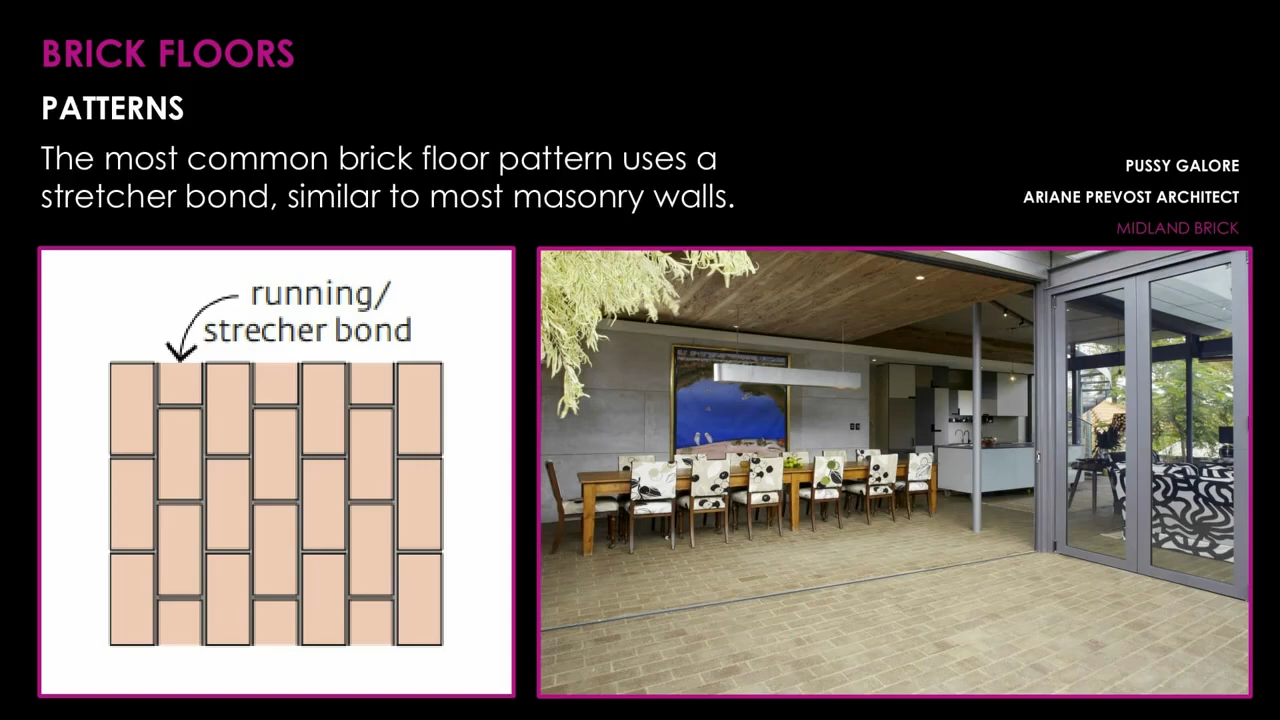 BRICK FLOORS
PATTERNS
The most common brick floor pattern uses a
stretcher bond, similar to most masonry walls.
PUSSY GALORE
ARIANE PREVOST ARCHITECT
MIDLAND BRICK
running/
strecher bond